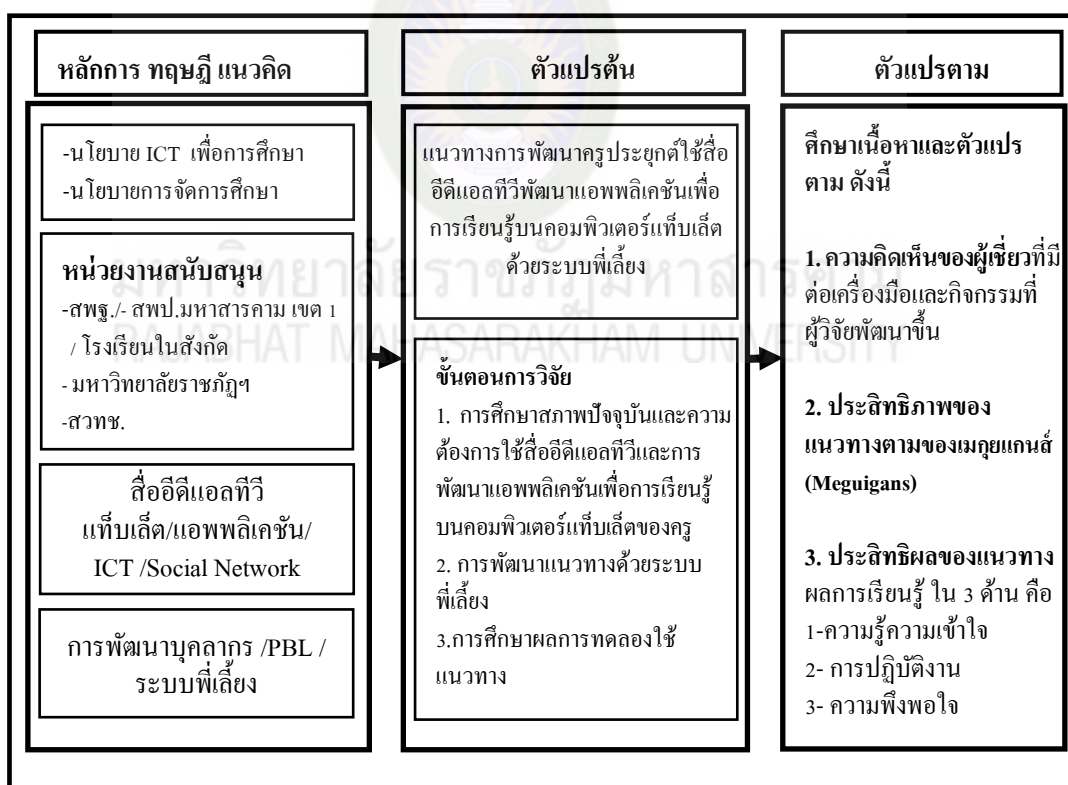 หลักการ ทฤษฎี แนวคิด
-นโยบาย ICT เพื่อการศึกษา
-นโยบายการจัดการศึกษา
หน่วยงานสนับสนุน
-สพฐ./- สพป.มหาสารคาม เขต 1
/ โรงเรียนในสังกัด
- มหาวิทยาลัยราชภัฏฯ
-สวทช.
สื่ออีดีแอลทีวี
แท็บเล็ต/แอพพลิเคชัน/
ICT /Social Network
การพัฒนาบุคลากร /PBL /
ระบบพี่เลี้ยง
ตัวแปรต้น
แนวทางการพัฒนาครูประยุกต์ใช้สื่อ
อีดีแอลทีวีพัฒนาแอพพลิเคชันเพื่อ
การเรียนรู้บนคอมพิวเตอร์แท็บเล็ต
ด้วยระบบพี่เลี้ยง
ขั้นตอนการวิจัย
1. การศึกษาสภาพปัจจุบันและความ
ต้องการใช้สื่ออีดีแอลทีวีและการ
พัฒนาแอพพลิเคชันเพื่อการเรียนรู้
บนคอมพิวเตอร์แท็บเล็ตของครู
2. การพัฒนาแนวทางด้วยระบบ
พี่เลี้ยง
3.การศึกษาผลการทดลองใช้
แนวทาง
ตัวแปรตาม
ศึกษาเนื้อหาและตัวแปร
ตาม ดังนี้
1. ความคิดเห็นของผู้เชี่ยวที่มี
ต่อเครื่องมือและกิจกรรมที่
ผู้วิจัยพัฒนาขึ้น
2. ประสิทธิภาพของ
แนวทางตามของเมกุยแกนส์
(Meguigans)
3. ประสิทธิผลของแนวทาง
ผลการเรียนรู้ ใน 3 ด้าน คือ
1-ความรู้ความเข้าใจ
2- การปฏิบัติงาน
3- ความพึงพอใจ
มหาวิทยาลัยราชภัฏมหาสารคาม
RAJABHAT MAHASARAKHAM UNIVERSITY